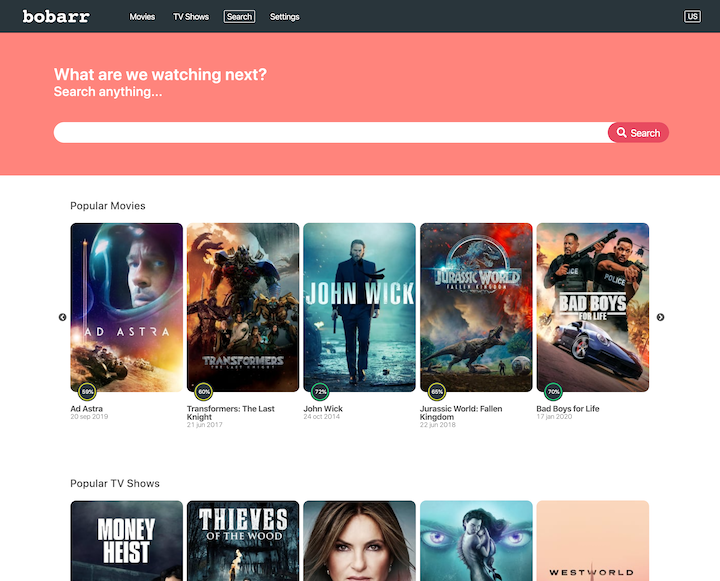 bobarr
Movies
TV Shows
Search
Settings
US
What are we watching next?
Search anything...
Search
Popular Movies
AD ASTRA
TRANSFORMERS
THE LAST KNIGHT
JOHN WICK
JURASSIC WORLD
FALLEN KINGDOM
POLICE
BAD BOYS
FOR LIFE
59%
60%
72%
65%
70%
Ad Astra
20 sep 2019
Transformers: The Last
Knight
21 jun 2017
John Wick
24 oct 2014
Jurassic World: Fallen
Kingdom
22 jun 2018
Bad Boys for Life
17 jan 2020
Popular TV Shows
MONEY
HEIST
THIEVES
OF THE WOOD
WESTWORLD